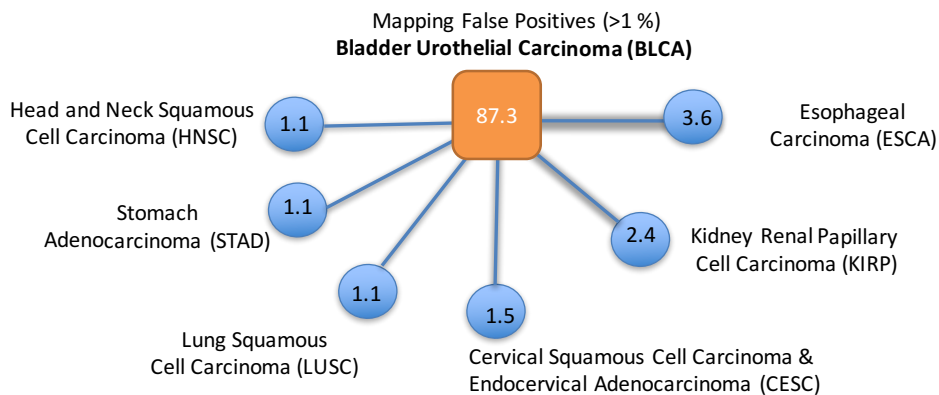 Mapping False Positives (>1 %)
Bladder Urothelial Carcinoma (BLCA)
87.3
Head and Neck Squamous
Cell Carcinoma (HNSC)
1.1
3.6
Esophageal
Carcinoma (ESCA)
Stomach
Adenocarcinoma (STAD)
1.1
2.4
Kidney Renal Papillary
Cell Carcinoma (KIRP)
Lung Squamous
Cell Carcinoma (LUSC)
1.1
1.5
Cervical Squamous Cell Carcinoma &
Endocervical Adenocarcinoma (CESC)